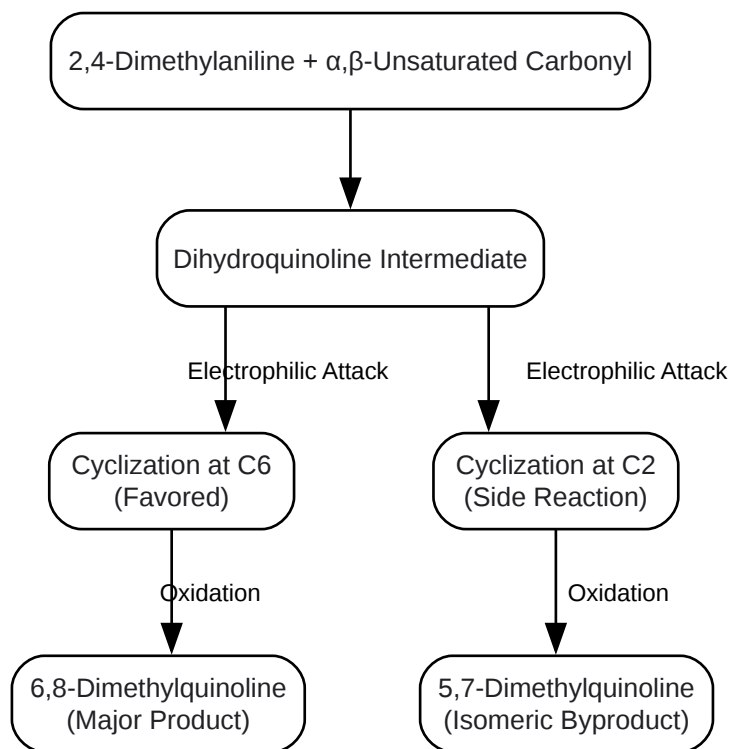 2,4-Dimethylaniline + α,β-Unsaturated Carbonyl
Dihydroquinoline Intermediate
Electrophilic Attack
Electrophilic Attack
Cyclization at C6
(Favored)
Cyclization at C2
(Side Reaction)
Oxidation
Oxidation
6,8-Dimethylquinoline
(Major Product)
5,7-Dimethylquinoline
(Isomeric Byproduct)